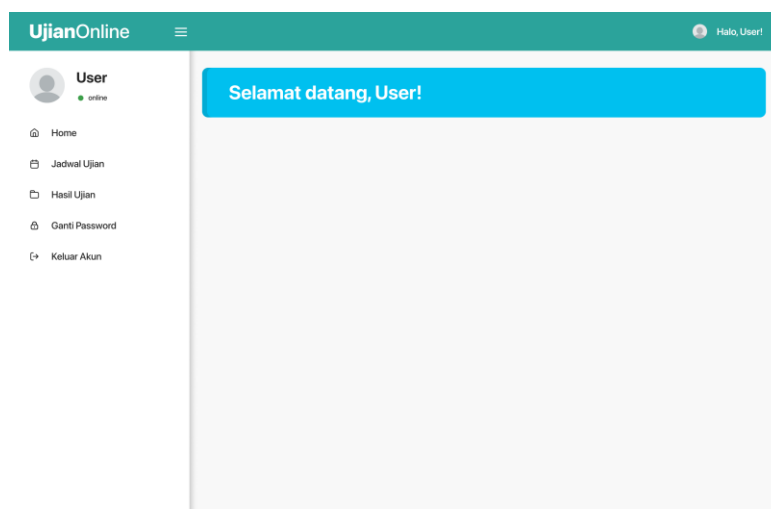 UjianOnline
Halo, User!
User
online
Home
Jadwal Ujian
Hasil Ujian
Ganti Password
Keluar Akun
Selamat datang, User!